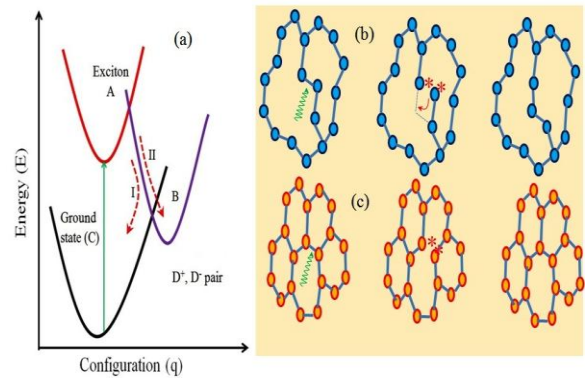 (a)
Exciton
A
II
I
B
Ground
state (C)
D⁺, D⁻ pair
Energy (E)
Configuration (q)
(b)
* *
(c)
* *